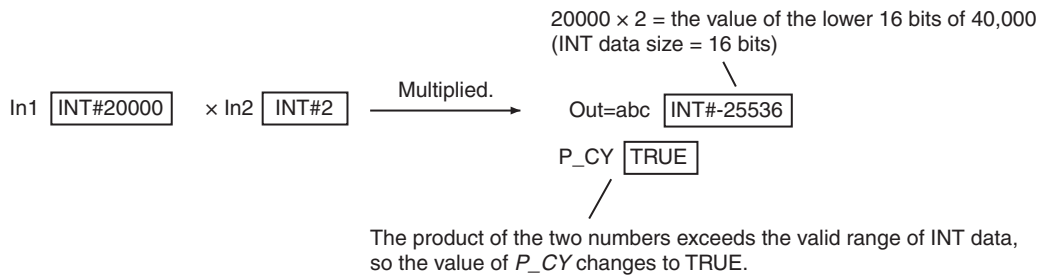 20000 × 2 = the value of the lower 16 bits of 40,000
(INT data size = 16 bits)
In1 INT#20000 × In2 INT#2 Multiplied. Out=abc INT#-25536
P_CY TRUE
The product of the two numbers exceeds the valid range of INT data,
so the value of P_CY changes to TRUE.